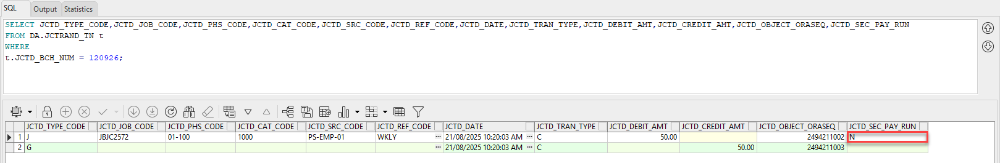 SQL Output Statistics
SELECT JCTD_TYPE_CODE,JCTD_JOB_CODE,JCTD_PHS_CODE,JCTD_CAT_CODE,JCTD_SRC_CODE,JCTD_REF_CODE,JCTD_DATE,JCTD_TRAN_TYPE,JCTD_DEBIT_AMT,JCTD_CREDIT_AMT,JCTD_OBJECT_ORASEQ,JCTD_SEC_PAY_RUN
FROM DA.JCTRAND_TN t
WHERE
t.JCTD_BCH_NUM = 120926;
JCTD_TYPE_CODE JCTD_JOB_CODE JCTD_PHS_CODE JCTD_CAT_CODE JCTD_SRC_CODE JCTD_REF_CODE JCTD_DATE JCTD_TRAN_TYPE JCTD_DEBIT_AMT JCTD_CREDIT_AMT JCTD_OBJECT_ORASEQ JCTD_SEC_PAY_RUN
1 J JBJC2572 01-100 1000 PS-EMP-01 WKLY ··· 21/08/2025 10:20:03 AM ··· C 50.00 2494211002 N
2 G ··· 21/08/2025 10:20:03 AM ··· C 50.00 2494211003